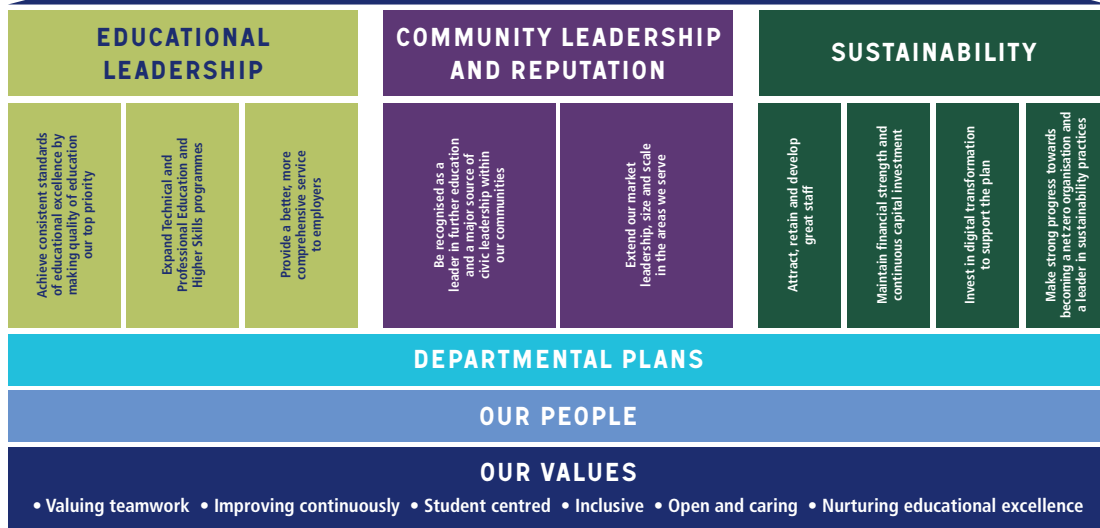 EDUCATIONAL
LEADERSHIP
COMMUNITY LEADERSHIP
AND REPUTATION
SUSTAINABILITY
Achieve consistent standards
of educational excellence by
making quality of education
our top priority
Expand Technical and
Professional Education and
Higher Skills programmes
Provide a better, more
comprehensive service
to employers
Be recognised as a
leader in further education
and a major source of
civic leadership within
our communities
Extend our market
leadership, size and scale
in the areas we serve
Attract, retain and develop
great staff
Maintain financial strength and
continuous capital investment
Invest in digital transformation
to support the plan
Make strong progress towards
becoming a net zero organisation and
a leader in sustainability practices
DEPARTMENTAL PLANS
OUR PEOPLE
OUR VALUES
• Valuing teamwork • Improving continuously • Student centred • Inclusive • Open and caring • Nurturing educational excellence